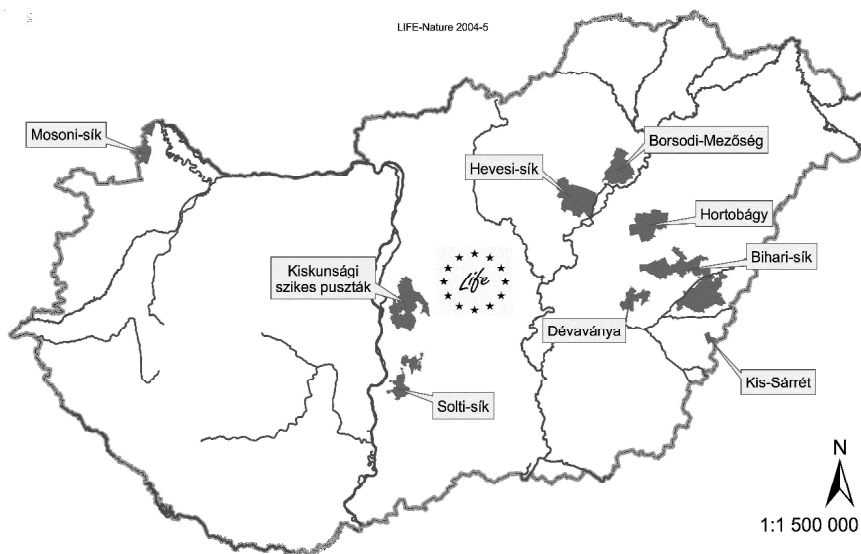 LIFE-Nature 2004-5
Mosoni-sík
Borsodi-Mezőség
Hevesi-sík
Hortobágy
Bihari-sík
Kiskunsági
szikes puszták
Life
Dévaványa
Kis-Sárrét
Solti-sík
N
1:1 500 000